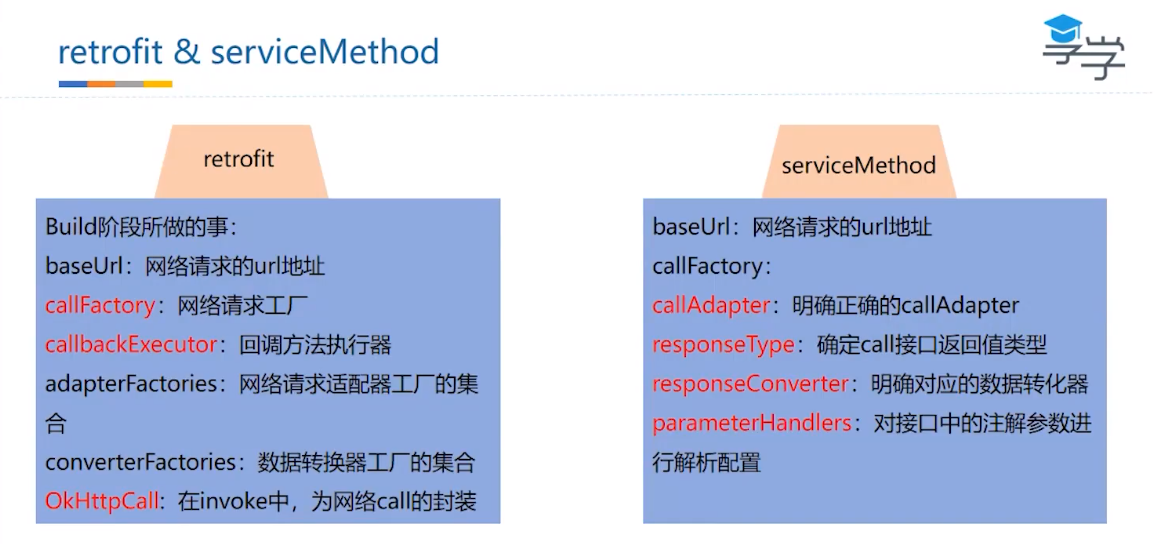 retrofit & serviceMethod
享学
retrofit
Build阶段所做的事：
baseUrl：网络请求的url地址
callFactory：网络请求工厂
callbackExecutor：回调方法执行器
adapterFactories：网络请求适配器工厂的集
合
converterFactories：数据转换器工厂的集合
OkHttpCall: 在invoke中，为网络call的封装
serviceMethod
baseUrl：网络请求的url地址
callFactory：
callAdapter：明确正确的callAdapter
responseType：确定call接口返回值类型
responseConverter：明确对应的数据转化器
parameterHandlers：对接口中的注解参数进
行解析配置